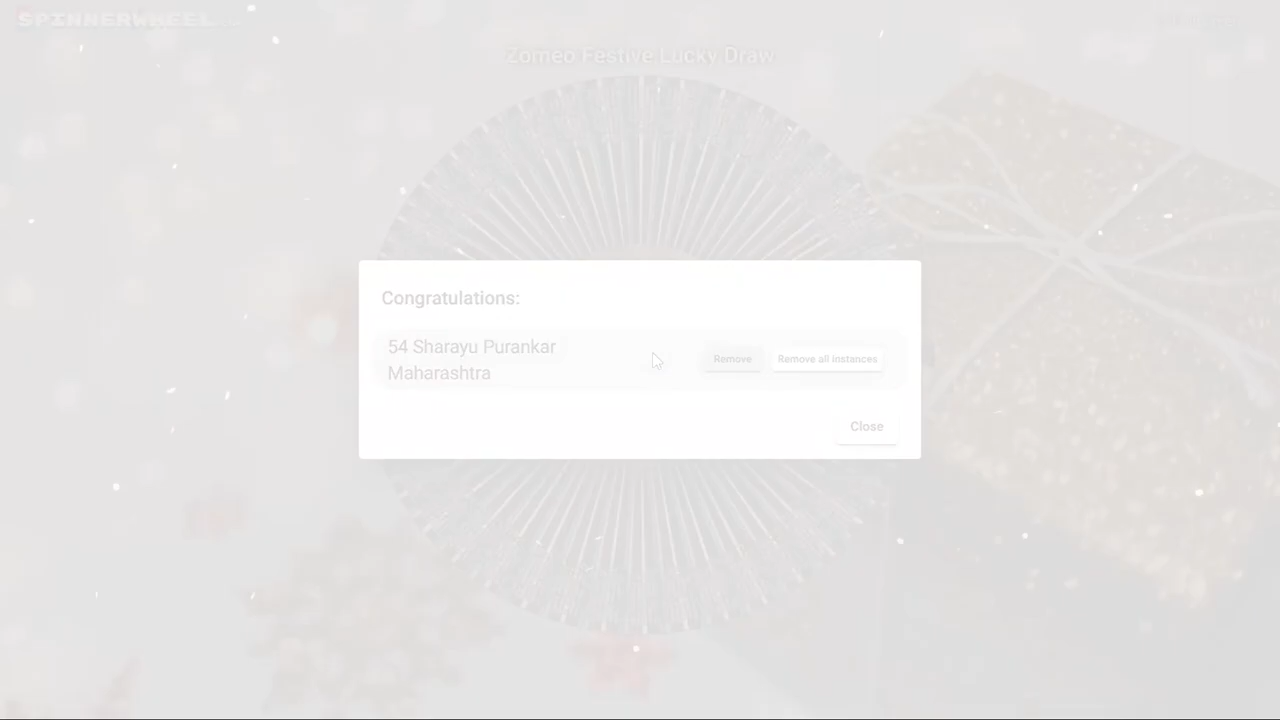 SPINNERWHEEL
Zomeo Festive Lucky Draw
Congratulations:
54 Sharayu Purankar
Maharashtra
Remove
Remove all instances
Close